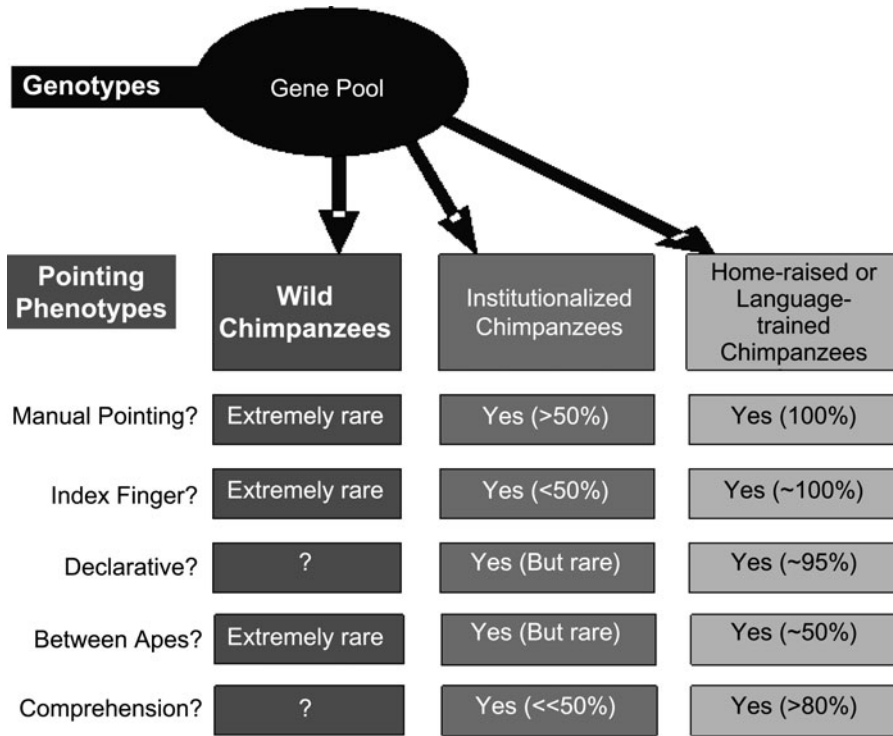 Genotypes
Gene Pool
Pointing
Phenotypes
Wild
Chimpanzees
Institutionalized
Chimpanzees
Home-raised or
Language-
trained
Chimpanzees
Manual Pointing?
Extremely rare
Yes (>50%)
Yes (100%)
Index Finger?
Extremely rare
Yes (<50%)
Yes (~100%)
Declarative?
?
Yes (But rare)
Yes (~95%)
Between Apes?
Extremely rare
Yes (But rare)
Yes (~50%)
Comprehension?
?
Yes (<<50%)
Yes (>80%)